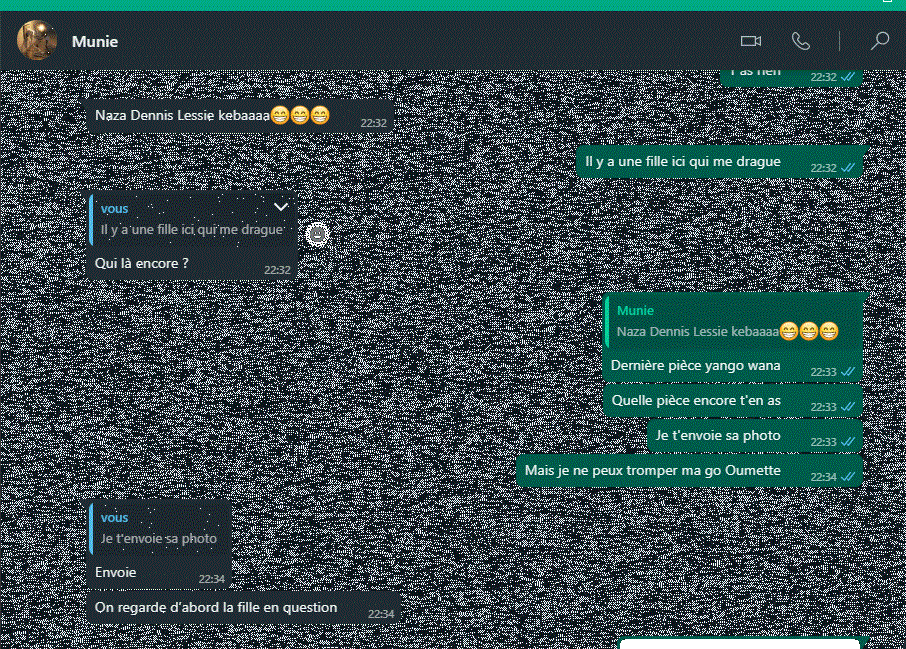 Munie
22:32
Naza Dennis Lessie kebaaaa😁😁😁
22:32
Il y a une fille ici qui me drague
22:32
vous
Il y a une fille ici qui me drague
Qui là encore ?
22:32
Munie
Naza Dennis Lessie kebaaaa😁😁😁
Dernière pièce yango wana
22:33
Quelle pièce encore t'en as
22:33
Je t'envoie sa photo
22:33
Mais je ne peux tromper ma go Oumette
22:34
vous
Je t'envoie sa photo
Envoie
22:34
On regarde d'abord la fille en question
22:34